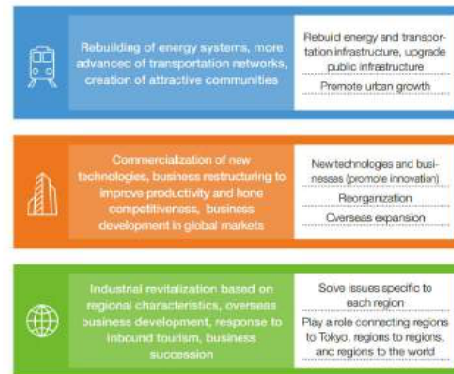 Rebuilding of energy systems, more
advanced of transportation networks,
creation of attractive communities
Rebuild energy and transpor-
tation infrastructure, upgrade
public infrastructure
Promote urban growth
Commercialization of new
technologies, business restructuring to
improve productivity and hone
competitiveness, business
development in global markets
New technologies and busi-
nesses (promote innovation)
Reorganization
Overseas expansion
Industrial revitalization based on
regional characteristics, overseas
business development, response to
inbound tourism, business
succession
Solve issues specific to
each region
Play a role connecting regions
to Tokyo, regions to regions,
and regions to the world